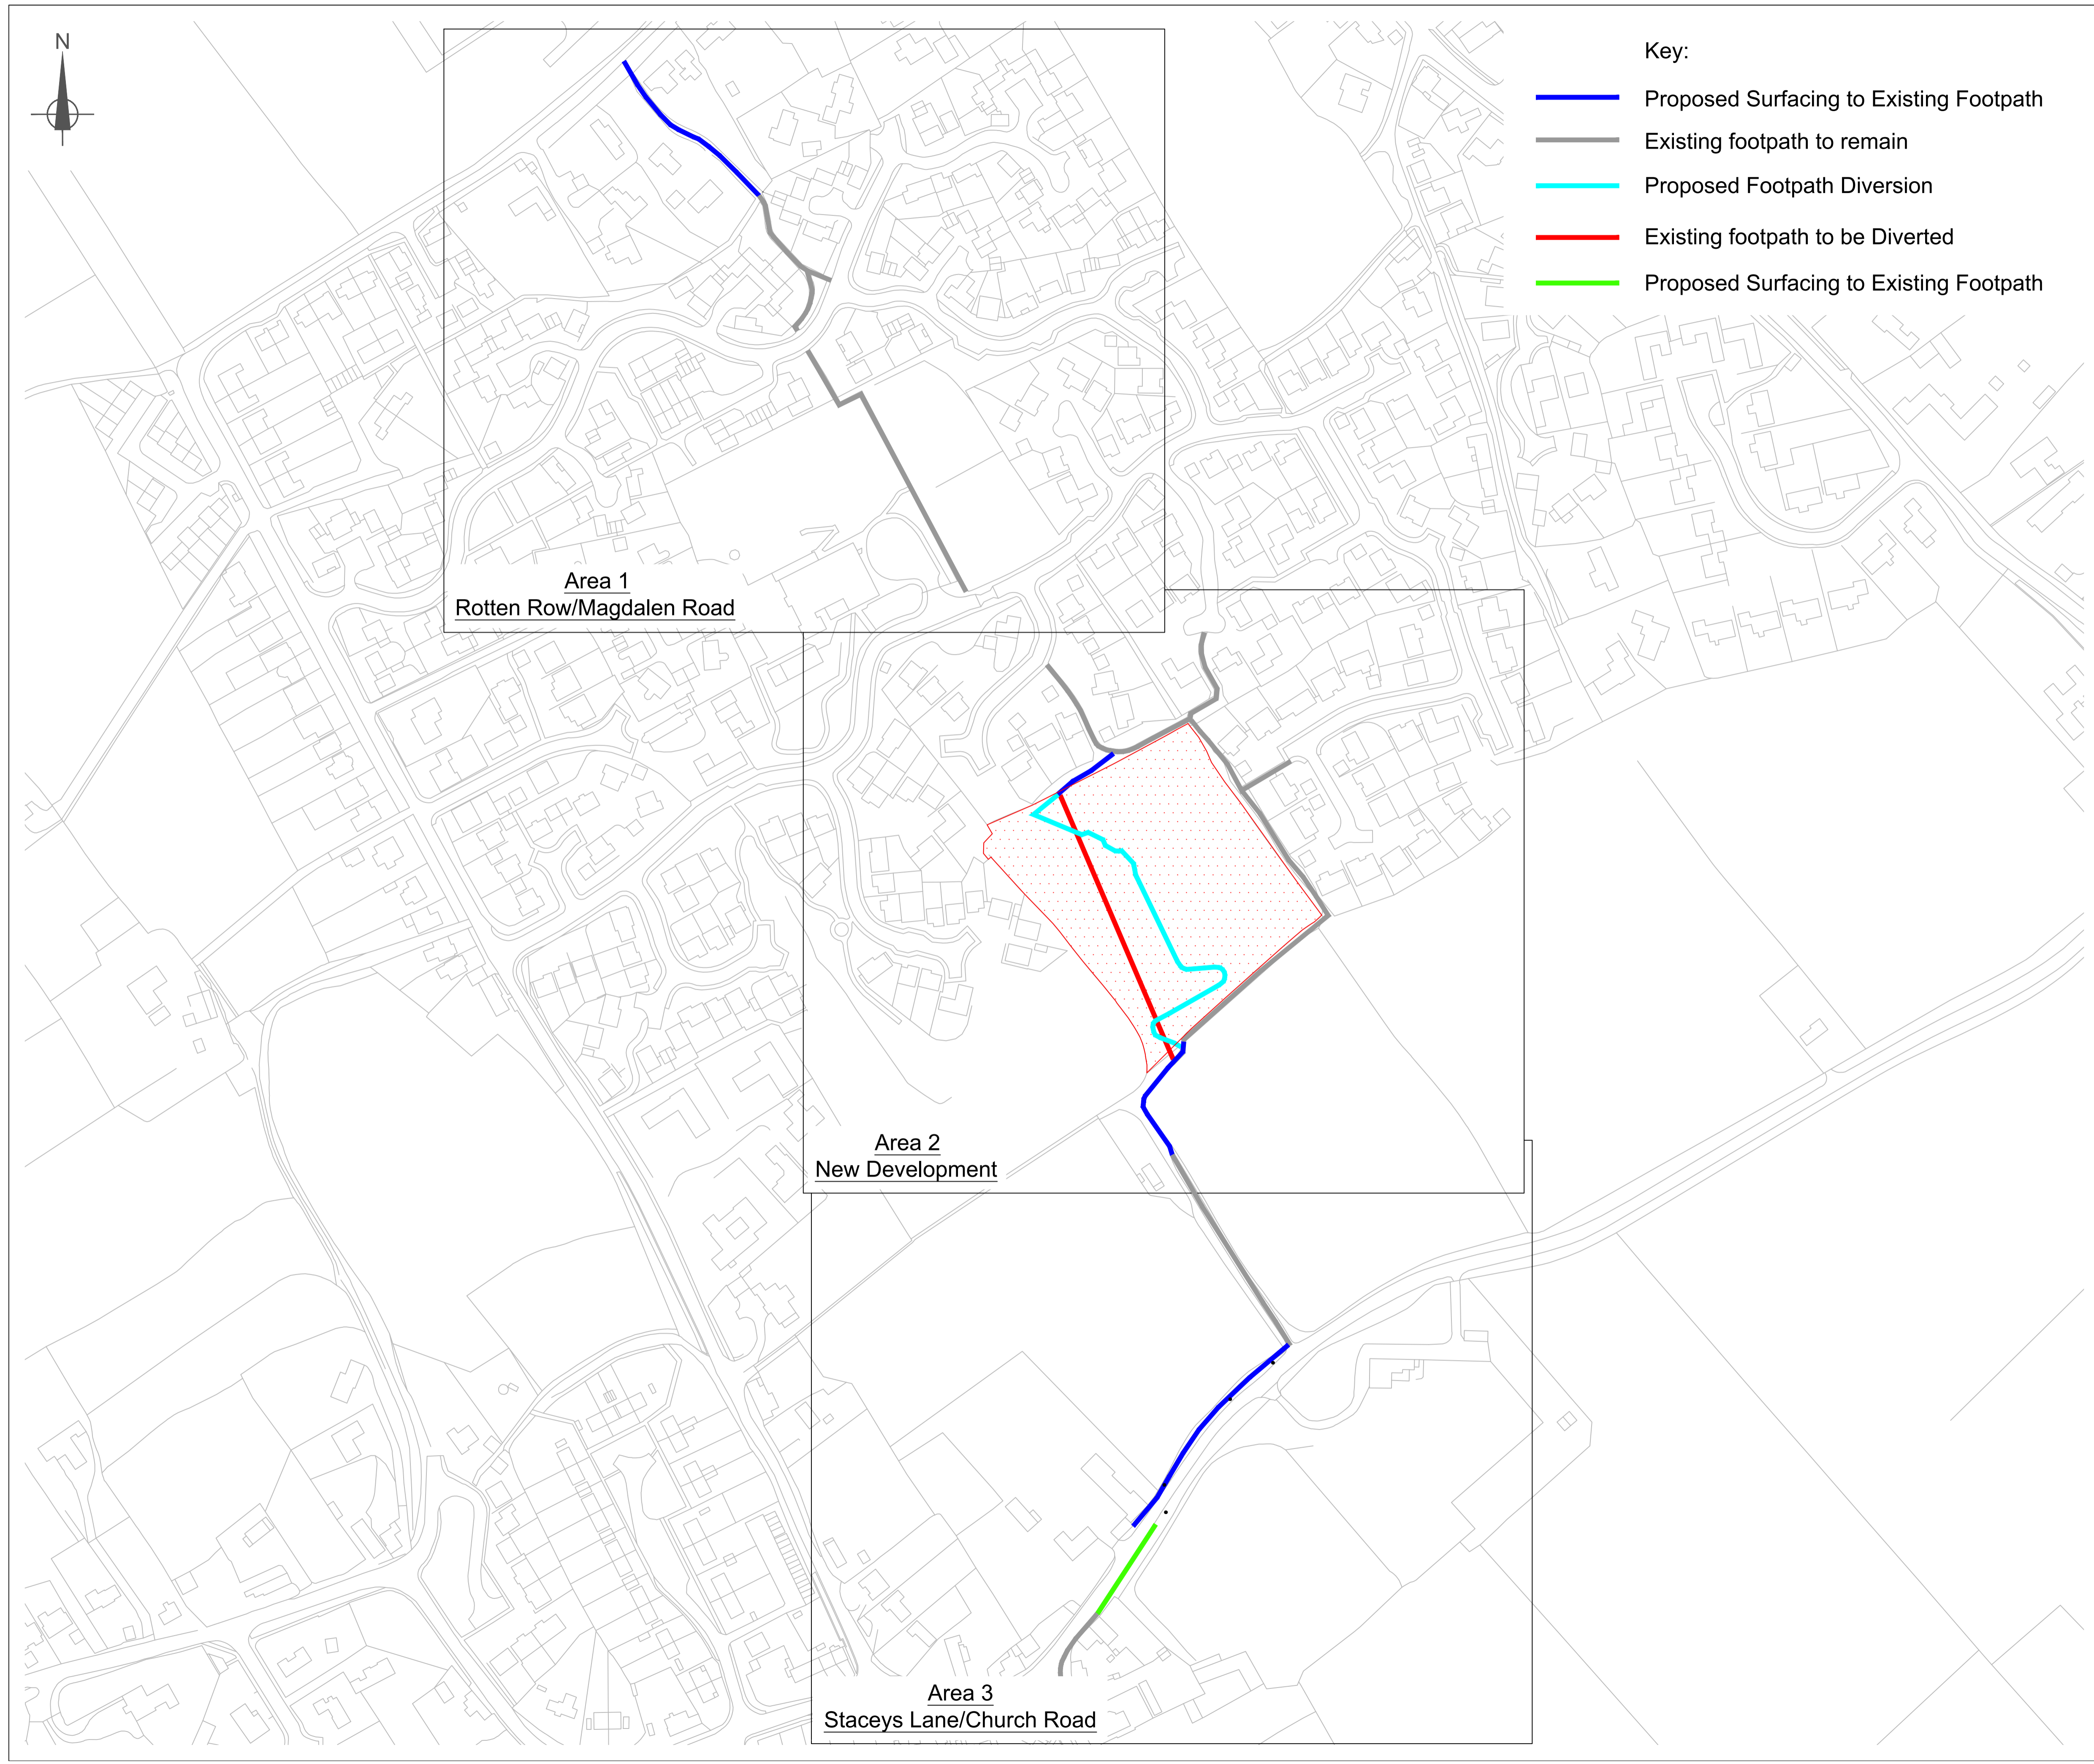 N
Key:
Proposed Surfacing to Existing Footpath
Existing footpath to remain
Proposed Footpath Diversion
Existing footpath to be Diverted
Proposed Surfacing to Existing Footpath
Area 1
Rotten Row/Magdalen Road
Area 2
New Development
Area 3
Staceys Lane/Church Road